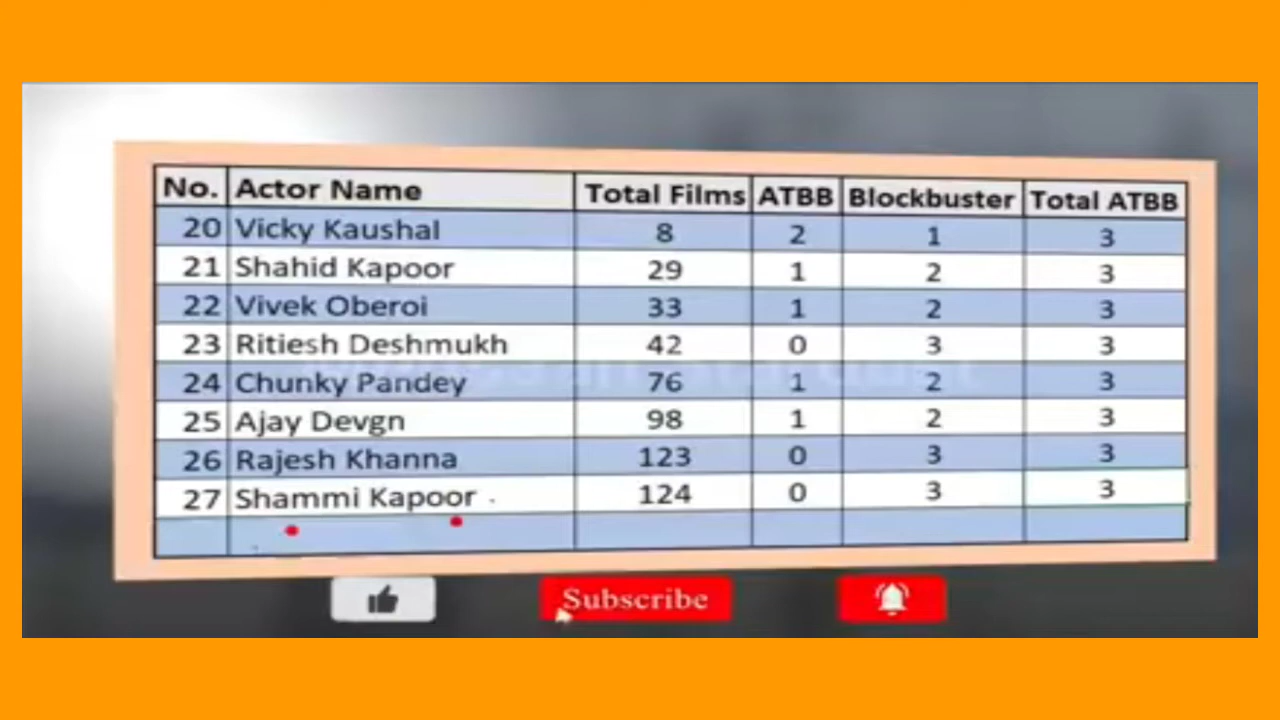 No. Actor Name Total Films ATBB Blockbuster Total ATBB
20 Vicky Kaushal 8 2 1 3
21 Shahid Kapoor 29 1 2 3
22 Vivek Oberoi 33 1 2 3
23 Ritiesh Deshmukh 42 0 3 3
24 Chunky Pandey 76 1 2 3
25 Ajay Devgn 98 1 2 3
26 Rajesh Khanna 123 0 3 3
27 Shammi Kapoor 124 0 3 3
Subscribe